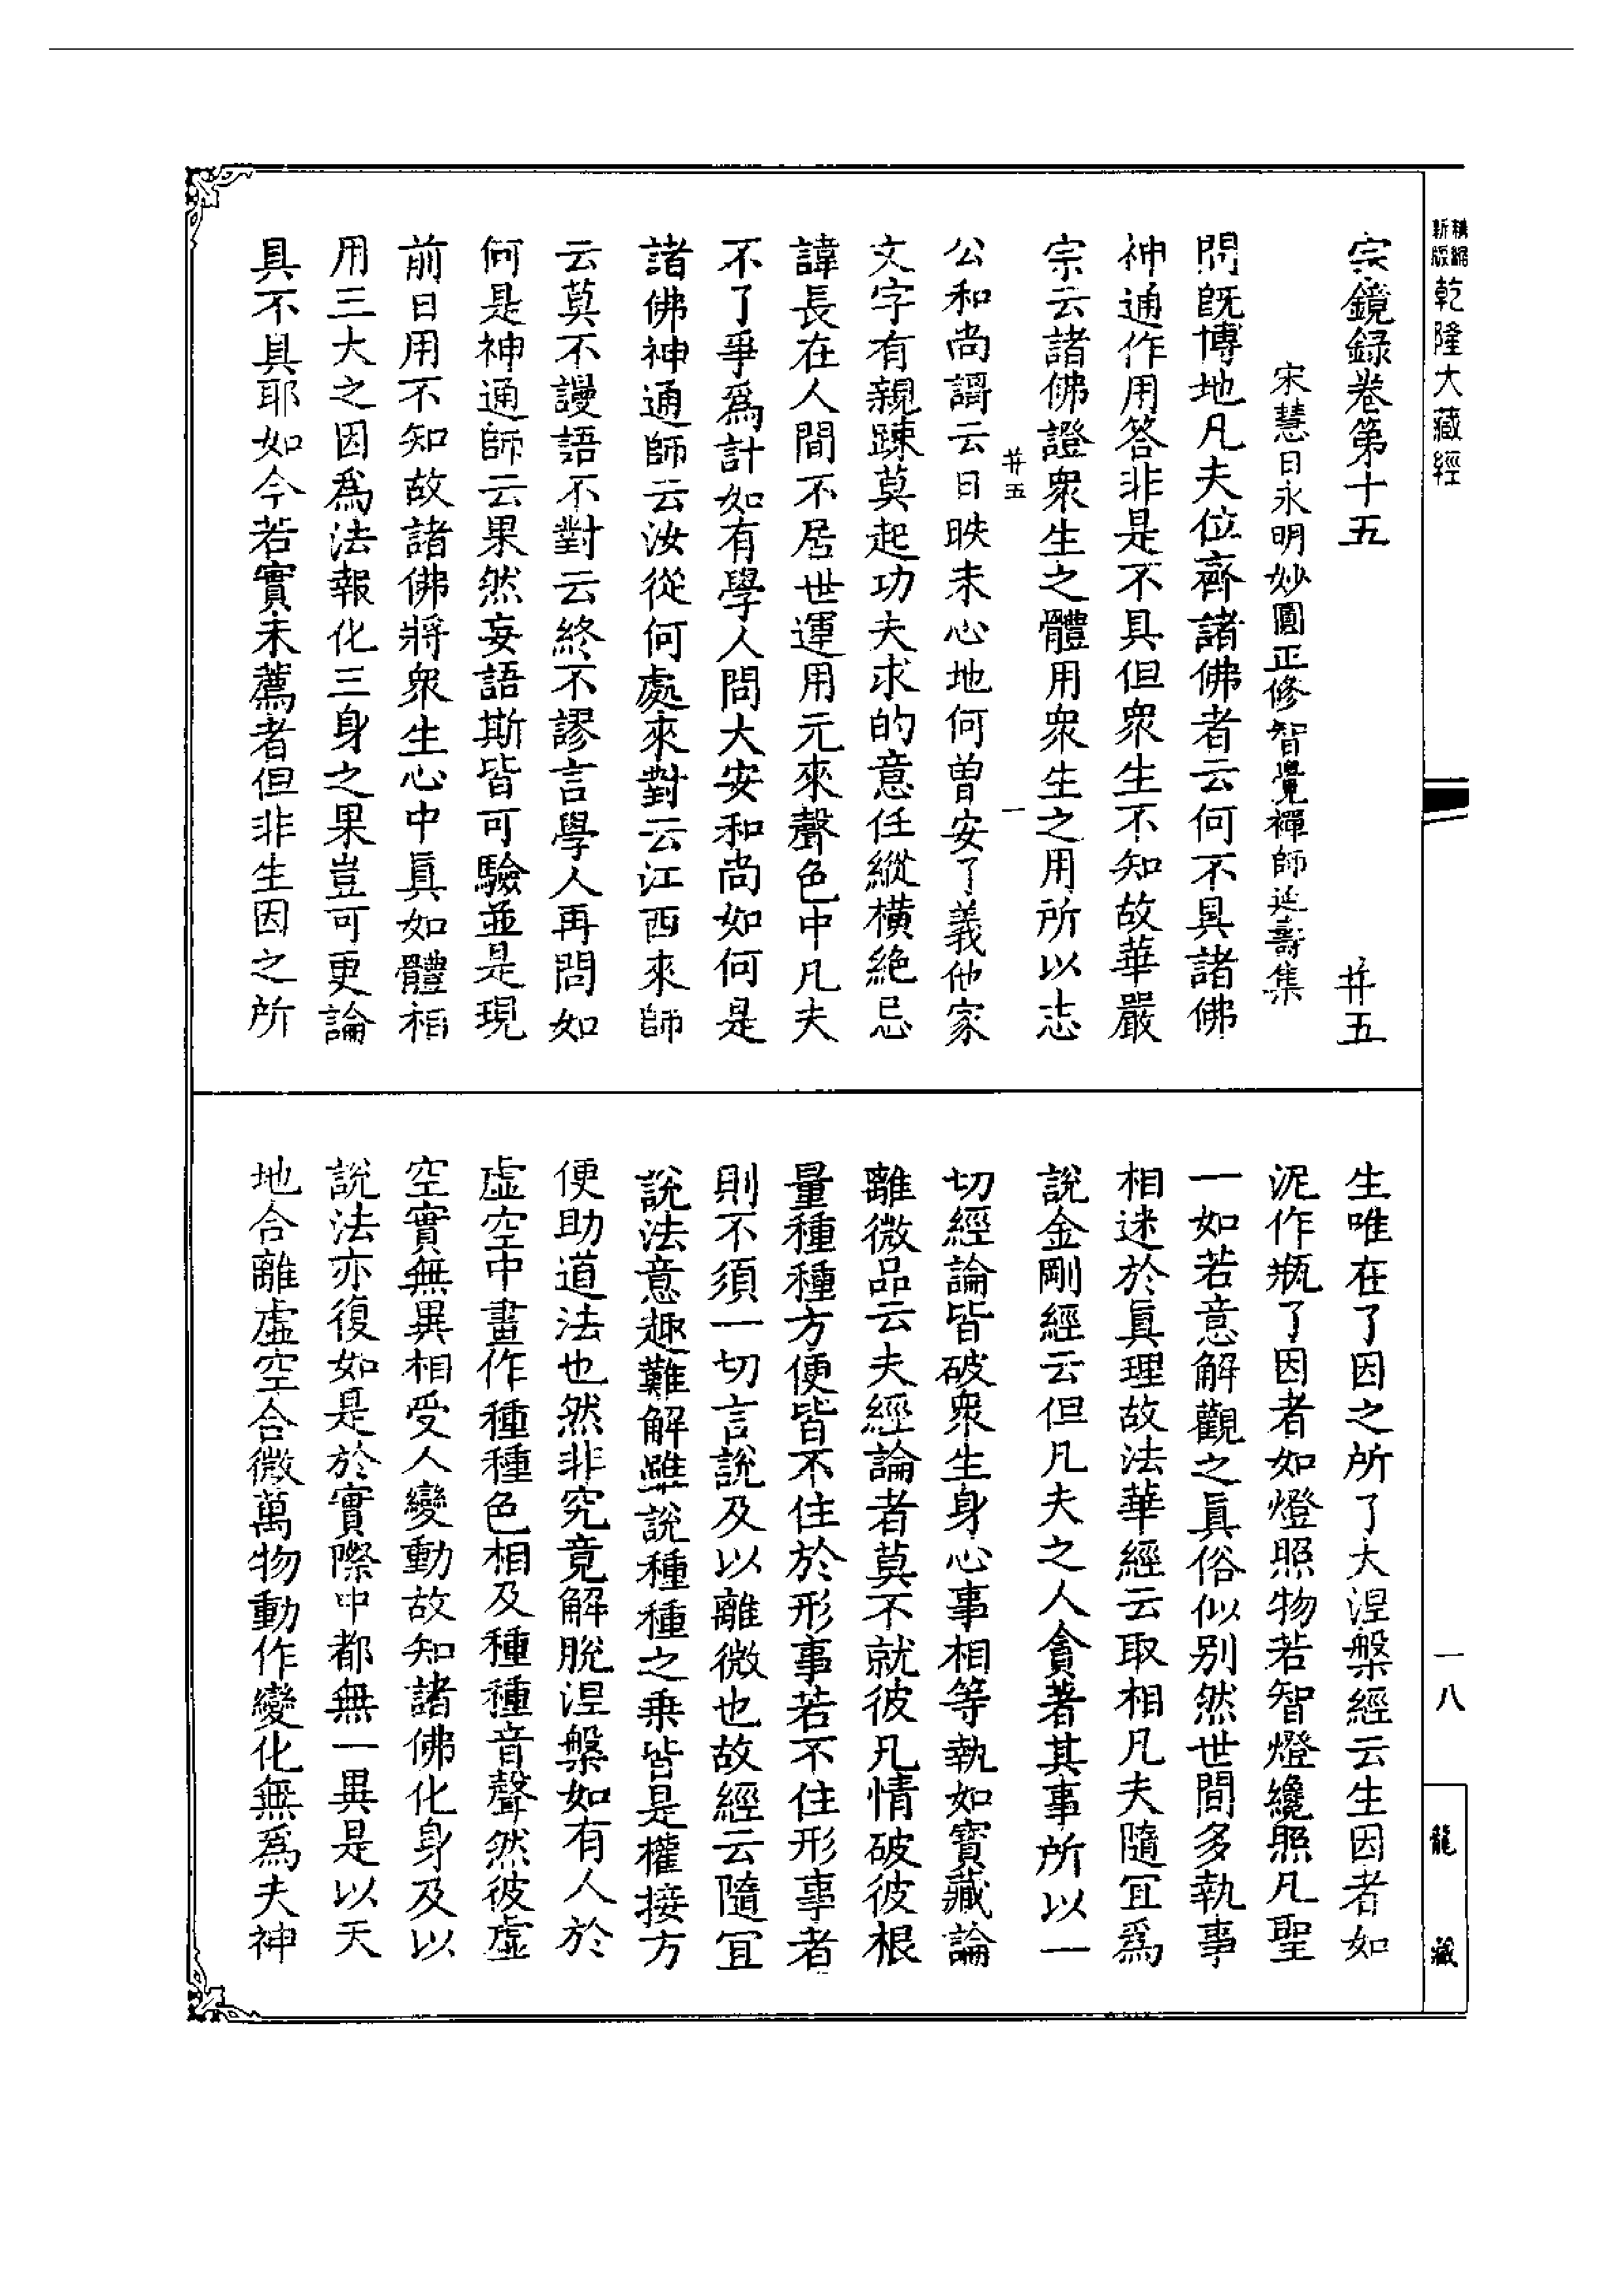 精縮新版乾隆大藏經
一八
龍藏
宗鏡錄卷第十五 茾五
宋慧日永明妙圓正修智覺禪師延壽集
問旣博地凡夫位齊諸佛者云何不具諸佛
神通作用答非是不具但衆生不知故華嚴
宗云諸佛證衆生之體用衆生之用所以志
茾五 一
公和尚謌云日昳未心地何曾安了義他家
文字有親踈莫起功夫求的意任縱橫絶忌
諱長在人間不居世運用元來聲色中凡夫
不了爭爲計如有學人問大安和尚如何是
諸佛神通師云汝從何處來對云江西來師
云莫不謾語不對云終不謬言學人再問如
何是神通師云果然妄語斯皆可驗並是現
前日用不知故諸佛將衆生心中眞如體相
用三大之因爲法報化三身之果豈可更論
具不具耶如今若實未薦者但非生因之所
生唯在了因之所了大涅槃經云生因者如
泥作瓶了因者如燈照物若智燈纔照凡聖
一如若意解觀之眞俗似別然世間多執事
相迷於眞理故法華經云取相凡夫隨宜爲
說金剛經云但凡夫之人貪著其事所以一
切經論皆破衆生身心事相等執如寳藏論
離微品云夫經論者莫不就彼凡情破彼根
量種種方便皆不住於形事若不住形事者
則不須一切言說及以離微也故經云隨宜
說法意趣難解雖說種種之乘皆是權接方
便助道法也然非究竟解脫涅槃如有人於
虛空中畫作種種色相及種種音聲然彼虛
空實無異相受人變動故知諸佛化身及以
說法亦復如是於實際中都無一異是以天
地合離虛空合微萬物動作變化無爲夫神